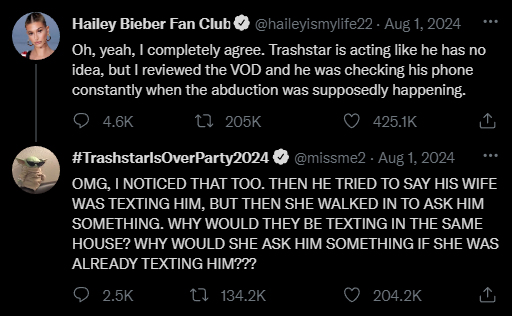 Hailey Bieber Fan Club @haileyismylife22 · Aug 1, 2024
Oh, yeah, I completely agree. Trashstar is acting like he has no
idea, but I reviewed the VOD and he was checking his phone
constantly when the abduction was supposedly happening.
4.6K 205K 425.1K
#TrashstarIsOverParty2024 @missme2 · Aug 1, 2024
OMG, I NOTICED THAT TOO. THEN HE TRIED TO SAY HIS WIFE
WAS TEXTING HIM, BUT THEN SHE WALKED IN TO ASK HIM
SOMETHING. WHY WOULD THEY BE TEXTING IN THE SAME
HOUSE? WHY WOULD SHE ASK HIM SOMETHING IF SHE WAS
ALREADY TEXTING HIM???
2.5K 134.2K 204.2K